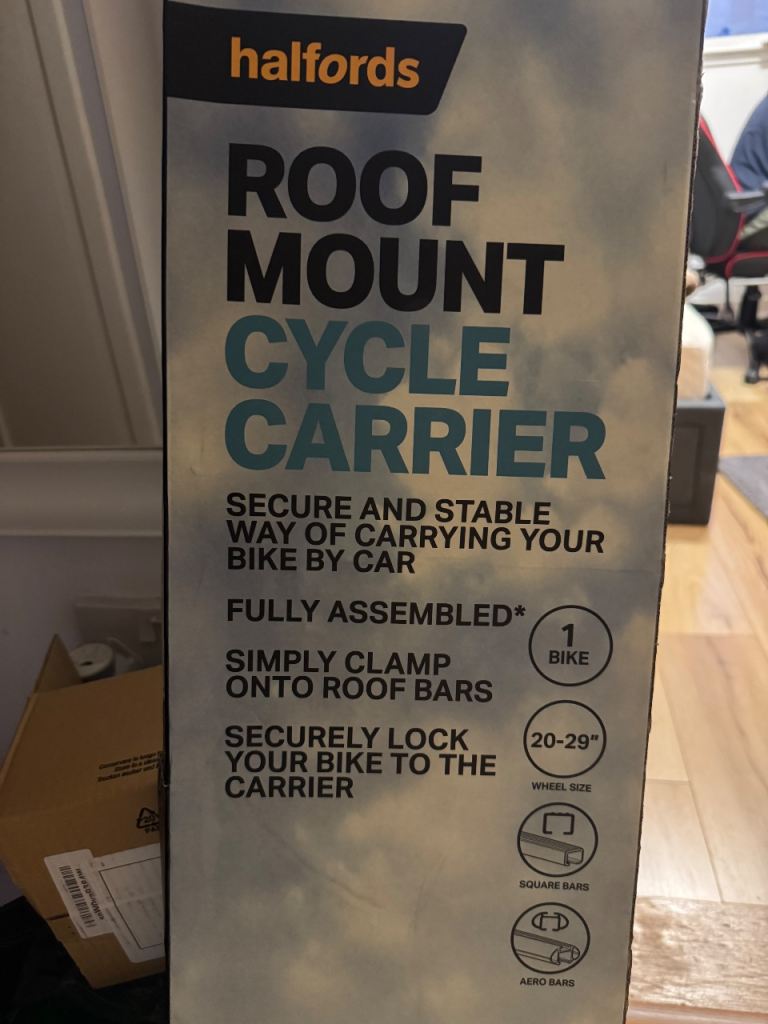 halfords
ROOF
MOUNT
CYCLE
CARRIER
SECURE AND STABLE
WAY OF CARRYING YOUR
BIKE BY CAR
FULLY ASSEMBLED*
1
BIKE
SIMPLY CLAMP
ONTO ROOF BARS
20-29"
WHEEL SIZE
SECURELY LOCK
YOUR BIKE TO THE
CARRIER
SQUARE BARS
AERO BARS